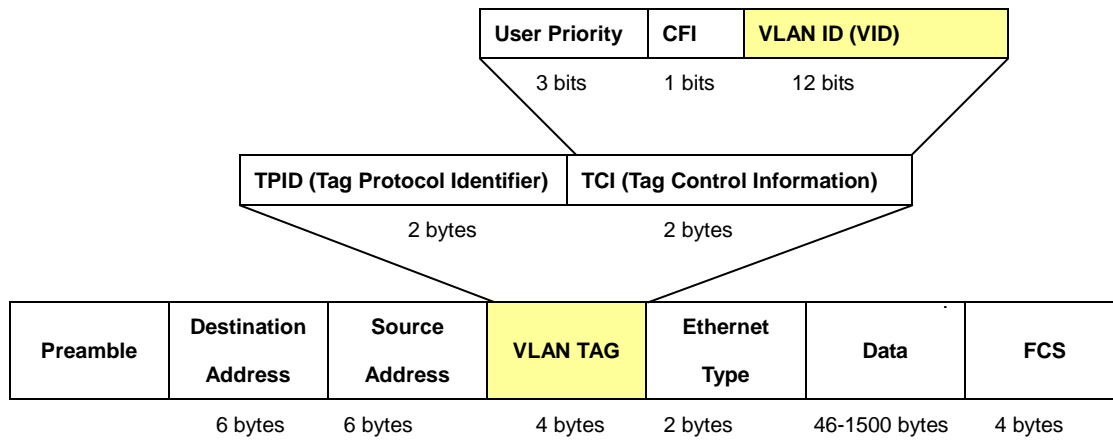 User Priority CFI VLAN ID (VID)
3 bits 1 bits 12 bits
TPID (Tag Protocol Identifier) TCI (Tag Control Information)
2 bytes 2 bytes
Preamble Destination Address Source Address VLAN TAG Ethernet Type Data FCS
6 bytes 6 bytes 4 bytes 2 bytes 46-1500 bytes 4 bytes